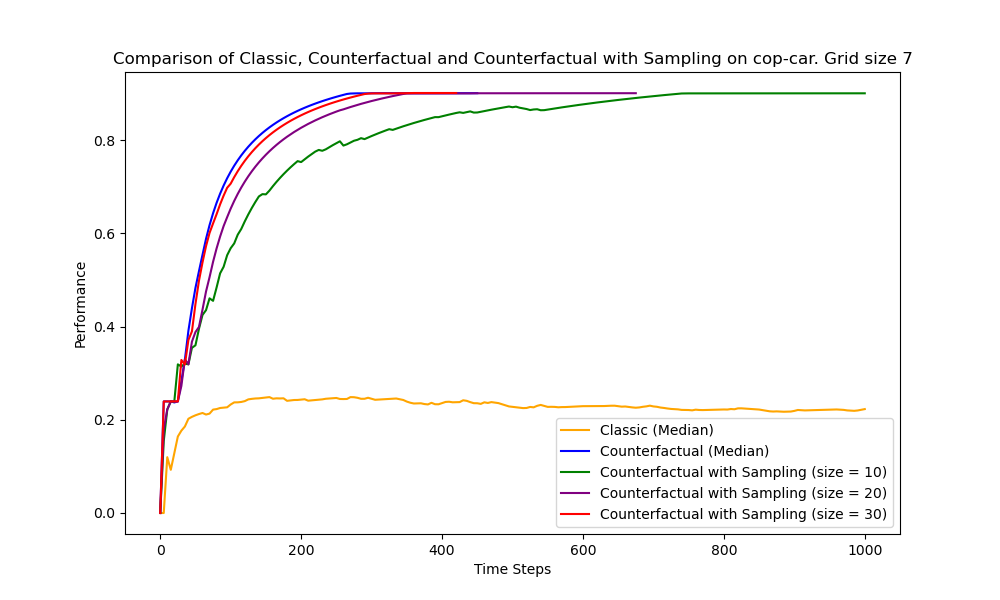 Comparison of Classic, Counterfactual and Counterfactual with Sampling on cop-car. Grid size 7
Performance
0.8
0.6
0.4
0.2
0.0
Classic (Median)
Counterfactual (Median)
Counterfactual with Sampling (size = 10)
Counterfactual with Sampling (size = 20)
Counterfactual with Sampling (size = 30)
0 200 400 600 800 1000
Time Steps